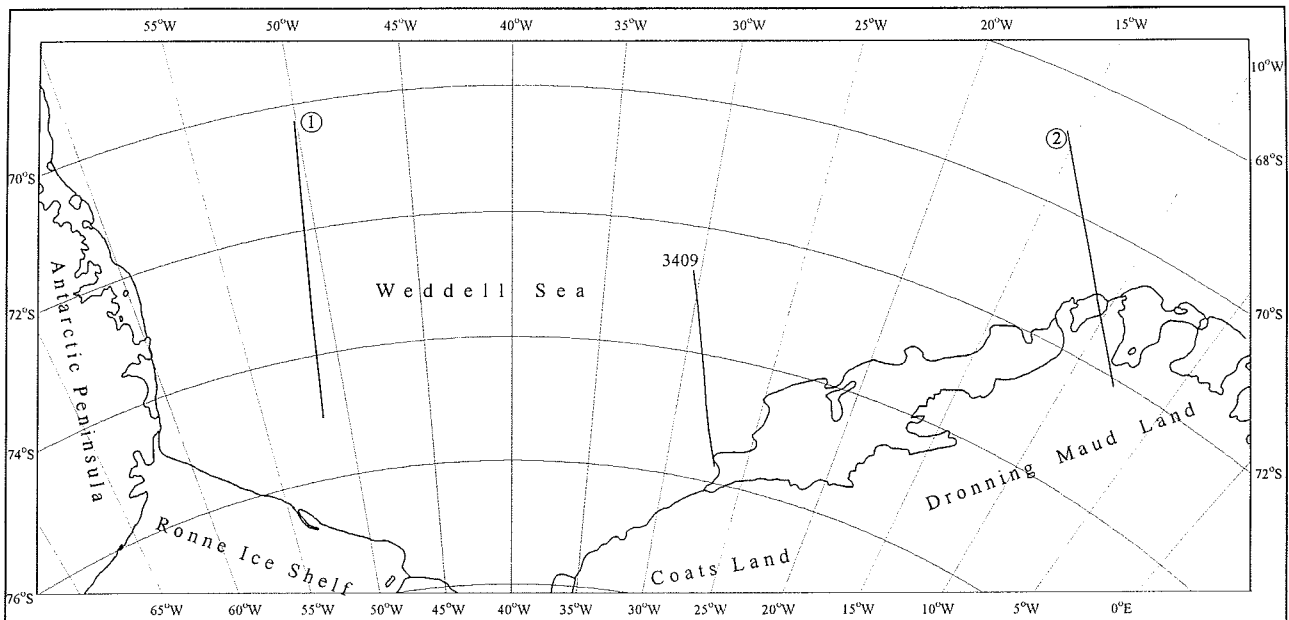 55°W 50°W 45°W 40°W 35°W 30°W 25°W 20°W 15°W
10°W
①
②
70°S
68°S
3409
Antarctic Peninsula
Weddell Sea
72°S
70°S
74°S
72°S
Dronning Maud Land
Ronne Ice Shelf
Coats Land
76°S
65°W 60°W 55°W 50°W 45°W 40°W 35°W 30°W 25°W 20°W 15°W 10°W 5°W 0°E